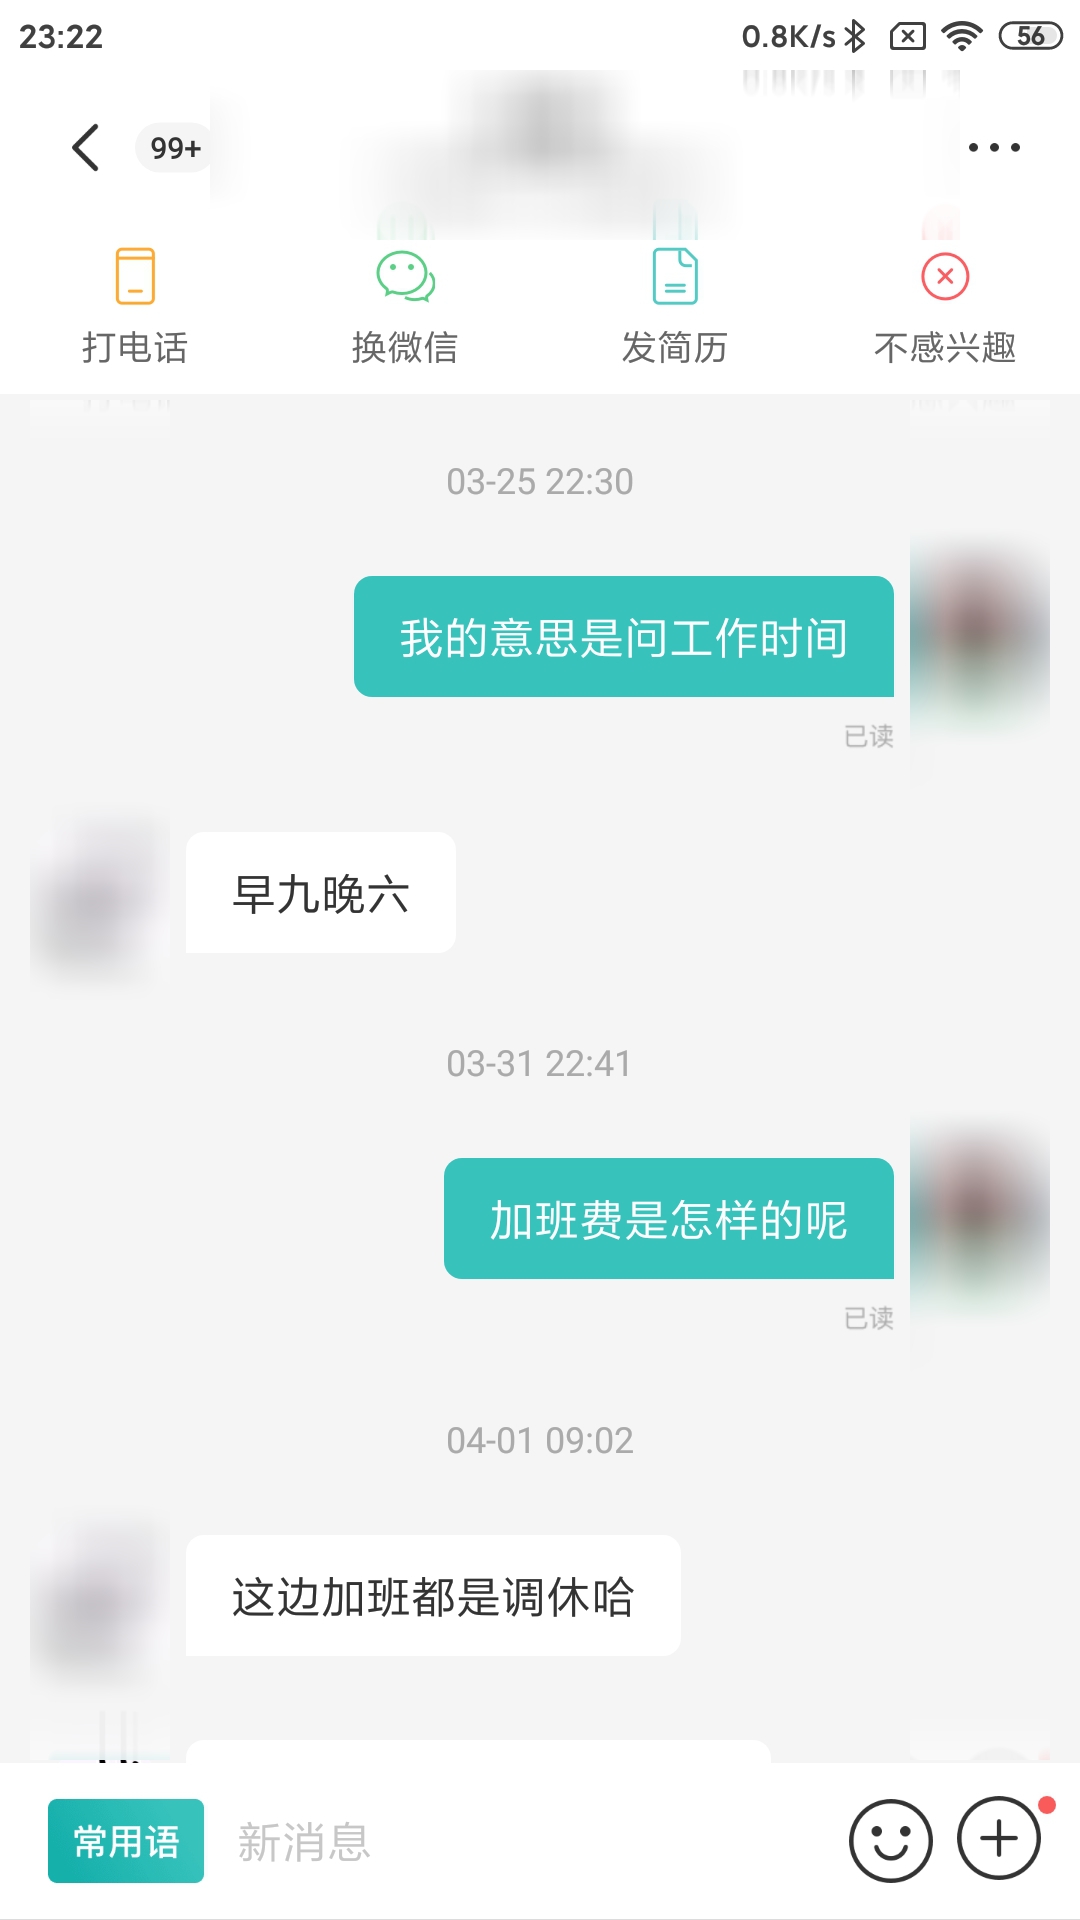 23:22
0.8K/s
56
99+
打电话
换微信
发简历
不感兴趣
03-25 22:30
我的意思是问工作时间
已读
早九晚六
03-31 22:41
加班费是怎样的呢
已读
04-01 09:02
这边加班都是调休哈
常用语
新消息